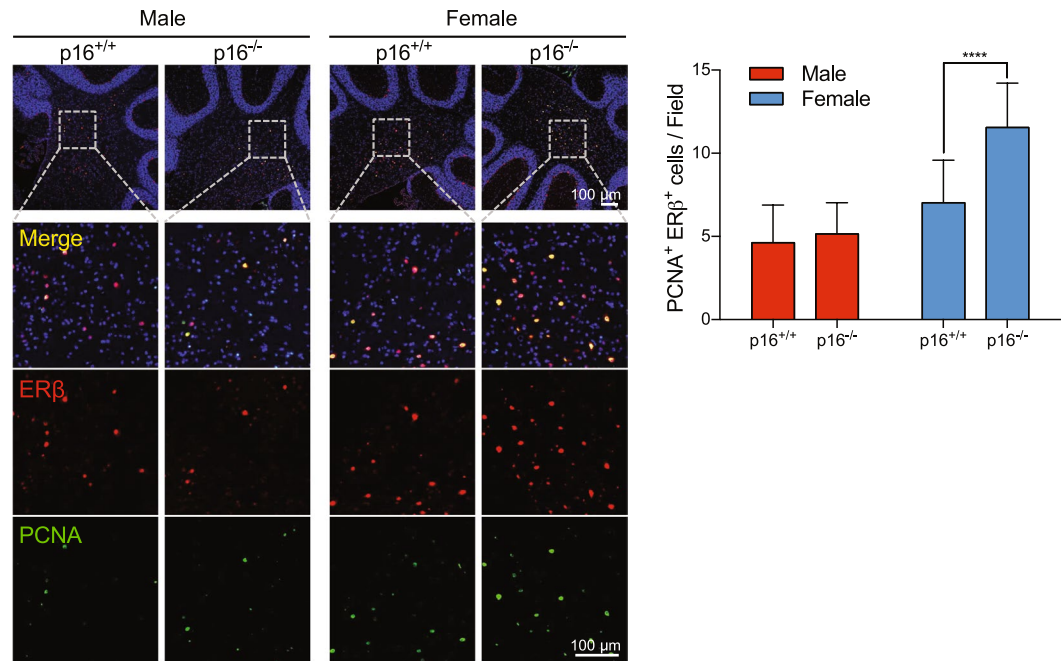 Male Female
p16+/+ p16-/- p16+/+ p16-/-
100 μm
Merge
ERβ
PCNA
100 μm
****
15
10
5
0
PCNA+ ERβ+ cells / Field
Male
Female
p16+/+ p16-/- p16+/+ p16-/-